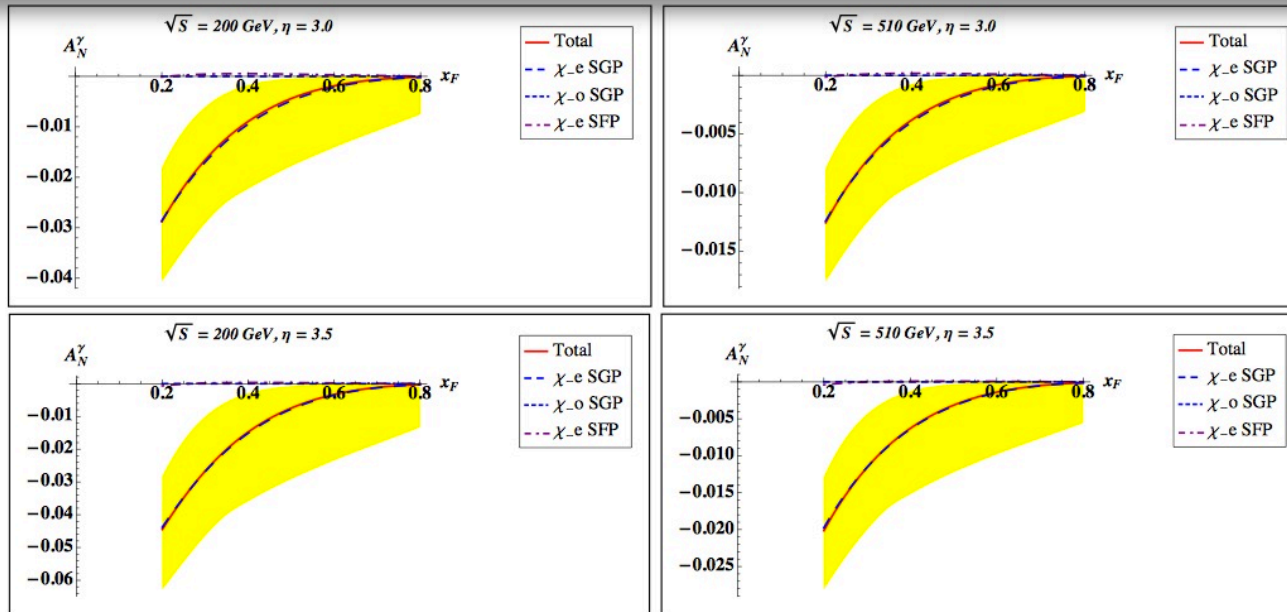 √S = 200 GeV, η = 3.0
A_N^γ
x_F
0.2 0.4 0.6 0.8
−0.01
−0.02
−0.03
−0.04
Total
χ_e SGP
χ_o SGP
χ_e SFP
√S = 510 GeV, η = 3.0
A_N^γ
x_F
0.2 0.4 0.6 0.8
−0.005
−0.010
−0.015
Total
χ_e SGP
χ_o SGP
χ_e SFP
√S = 200 GeV, η = 3.5
A_N^γ
x_F
0.2 0.4 0.6 0.8
−0.01
−0.02
−0.03
−0.04
−0.05
−0.06
Total
χ_e SGP
χ_o SGP
χ_e SFP
√S = 510 GeV, η = 3.5
A_N^γ
x_F
0.2 0.4 0.6 0.8
−0.005
−0.010
−0.015
−0.020
−0.025
Total
χ_e SGP
χ_o SGP
χ_e SFP